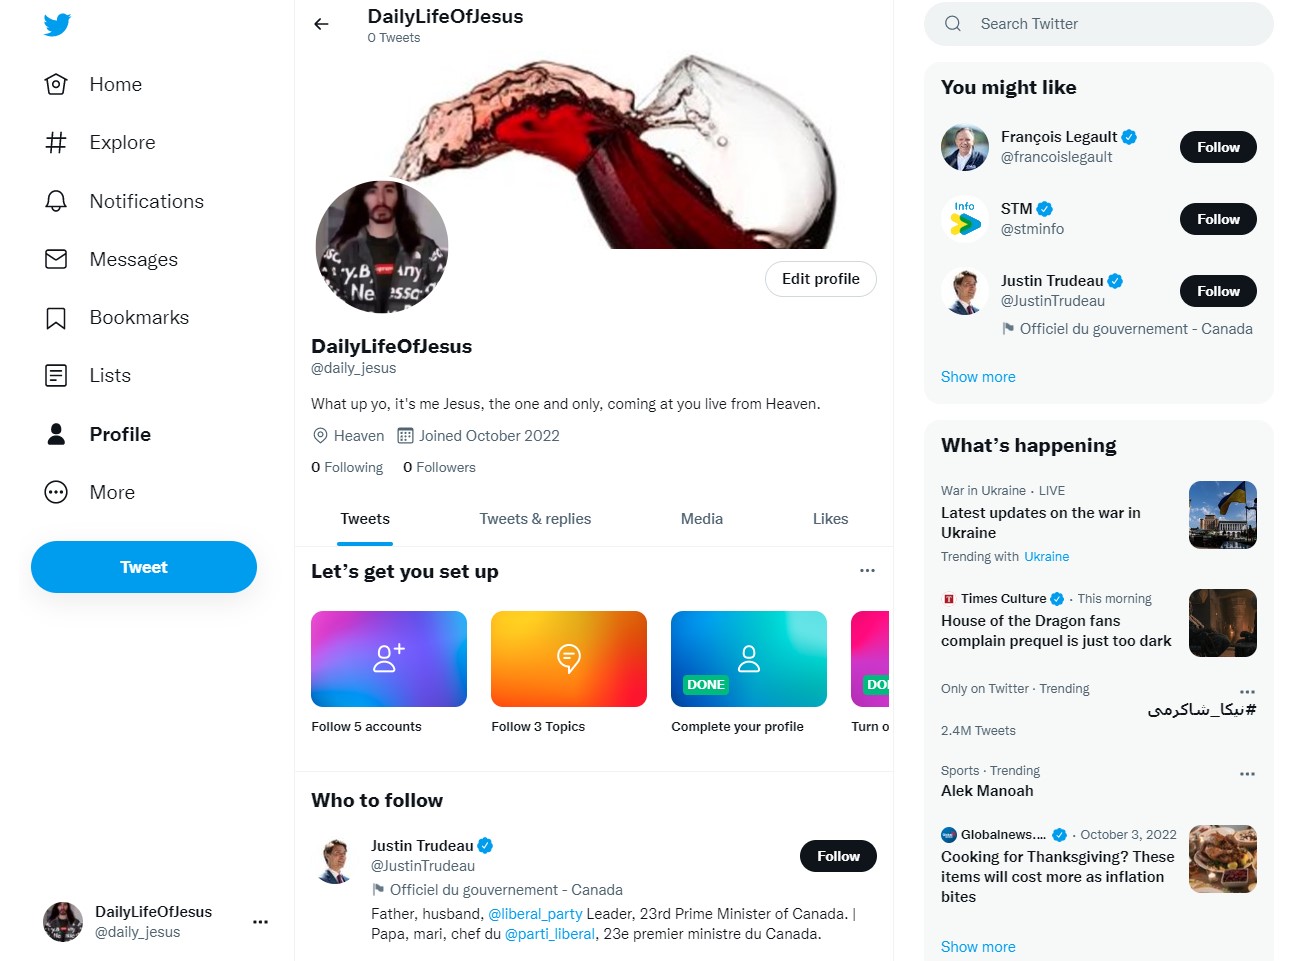 DailyLifeOfJesus
0 Tweets
Home
Explore
Notifications
Messages
Bookmarks
Lists
Profile
More
Tweet
DailyLifeOfJesus
@daily_jesus
Edit profile
DailyLifeOfJesus
@daily_jesus
What up yo, it's me Jesus, the one and only, coming at you live from Heaven.
Heaven Joined October 2022
0 Following 0 Followers
Tweets Tweets & replies Media Likes
Let's get you set up
DONE
Follow 5 accounts Follow 3 Topics Complete your profile Turn o
Who to follow
Justin Trudeau
@JustinTrudeau
Follow
Officiel du gouvernement - Canada
Father, husband, @liberal_party Leader, 23rd Prime Minister of Canada. |
Papa, mari, chef du @parti_liberal, 23e premier ministre du Canada.
Search Twitter
You might like
François Legault
@francoislegault
Follow
Info
STM
@stminfo
Follow
Justin Trudeau
@JustinTrudeau
Follow
Officiel du gouvernement - Canada
Show more
What's happening
War in Ukraine · LIVE
Latest updates on the war in
Ukraine
Trending with Ukraine
Times Culture · This morning
House of the Dragon fans
complain prequel is just too dark
Only on Twitter · Trending
#نیکا_شاکرمی
2.4M Tweets
Sports · Trending
Alek Manoah
Globalnews.... · October 3, 2022
Cooking for Thanksgiving? These
items will cost more as inflation
bites
Show more